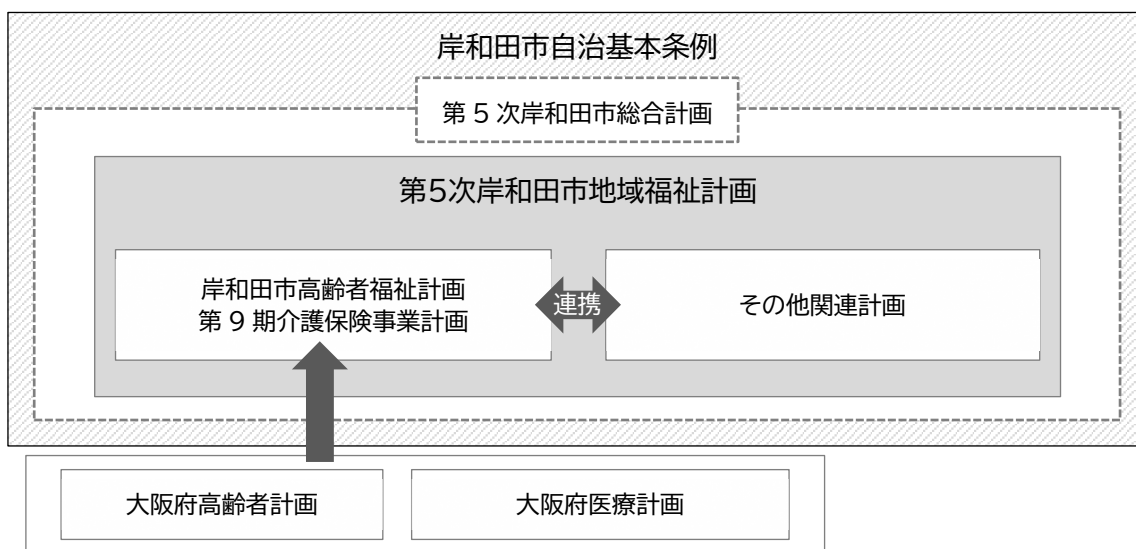 岸和田市自治基本条例
第5次岸和田市総合計画
第5次岸和田市地域福祉計画
岸和田市高齢者福祉計画
第9期介護保険事業計画
連携
その他関連計画
大阪府高齢者計画
大阪府医療計画